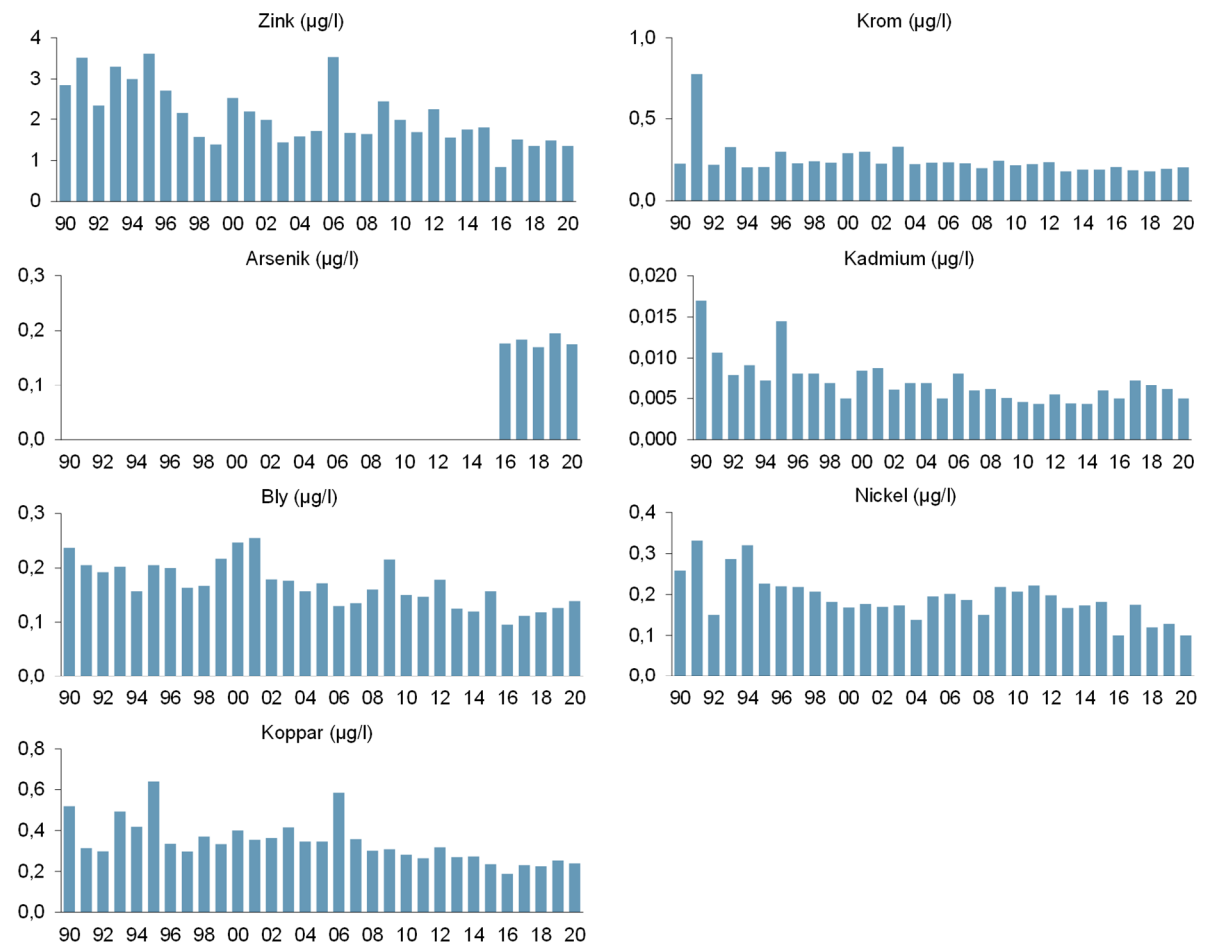 Zink (µg/l)
4
3
2
1
0
90 92 94 96 98 00 02 04 06 08 10 12 14 16 18 20
Krom (µg/l)
1,0
0,5
0,0
90 92 94 96 98 00 02 04 06 08 10 12 14 16 18 20
Arsenik (µg/l)
0,3
0,2
0,1
0,0
90 92 94 96 98 00 02 04 06 08 10 12 14 16 18 20
Kadmium (µg/l)
0,020
0,015
0,010
0,005
0,000
90 92 94 96 98 00 02 04 06 08 10 12 14 16 18 20
Bly (µg/l)
0,3
0,2
0,1
0,0
90 92 94 96 98 00 02 04 06 08 10 12 14 16 18 20
Nickel (µg/l)
0,4
0,3
0,2
0,1
0,0
90 92 94 96 98 00 02 04 06 08 10 12 14 16 18 20
Koppar (µg/l)
0,8
0,6
0,4
0,2
0,0
90 92 94 96 98 00 02 04 06 08 10 12 14 16 18 20